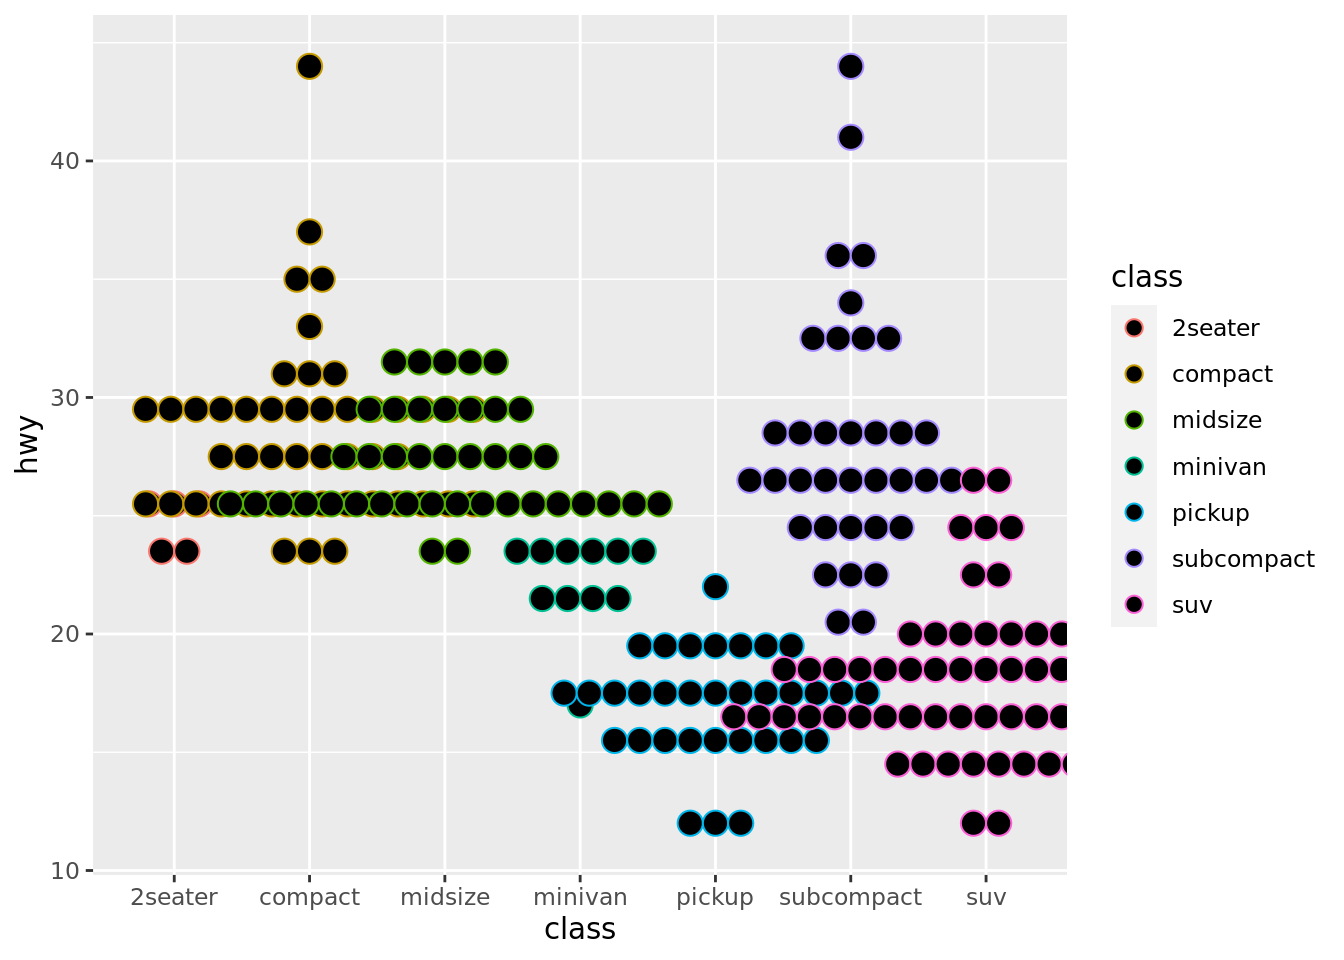 hwy
40
30
20
10
2seater compact midsize minivan pickup subcompact suv
class
class
2seater
compact
midsize
minivan
pickup
subcompact
suv